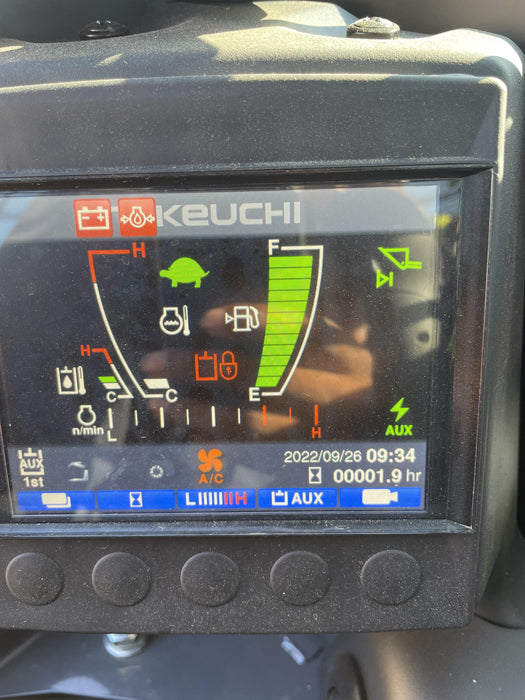 KEUCHI
H
F
H
C
C
E
n/min
L
H
AUX
AUX
1st
A/C
2022/09/26 09:34
00001.9 hr
L H
AUX